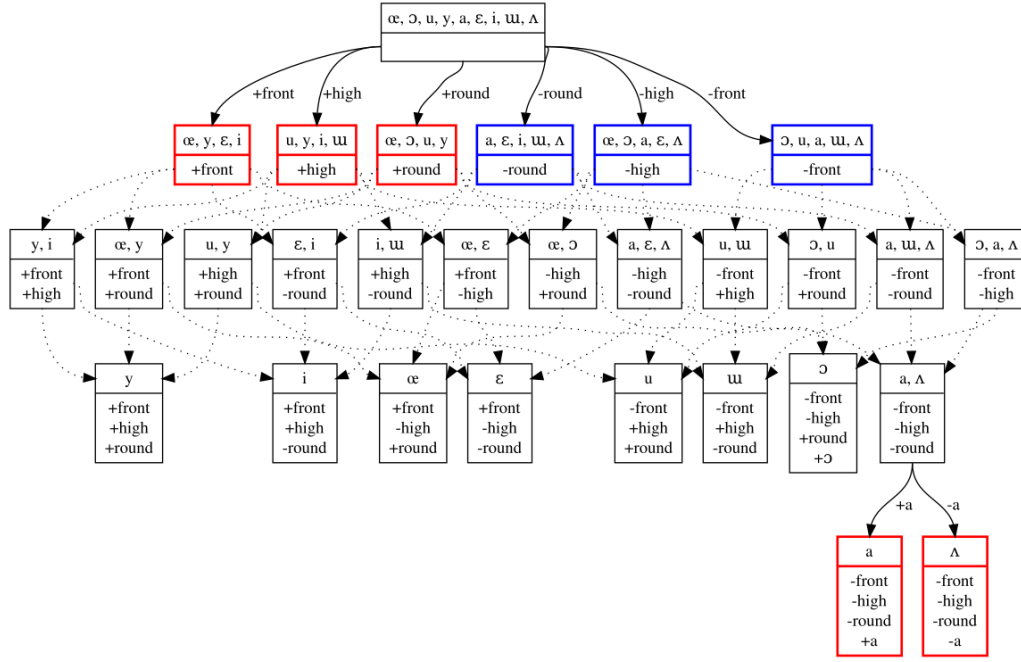 œ, ɔ, u, y, a, ɛ, i, ɯ, ʌ
+front
+high
+round
-round
-high
-front
œ, y, ɛ, i
+front
u, y, i, ɯ
+high
œ, ɔ, u, y
+round
a, ɛ, i, ɯ, ʌ
-round
œ, ɔ, a, ɛ, ʌ
-high
ɔ, u, a, ɯ, ʌ
-front
y, i
+front
+high
œ, y
+front
+round
u, y
+high
+round
ɛ, i
+front
-round
i, ɯ
+high
-round
œ, ɛ
+front
-high
œ, ɔ
-high
+round
a, ɛ, ʌ
-high
-round
u, ɯ
-front
+high
ɔ, u
-front
+round
a, ɯ, ʌ
-front
-round
ɔ, a, ʌ
-front
-high
y
+front
+high
+round
i
+front
+high
-round
œ
+front
-high
+round
ɛ
+front
-high
-round
u
-front
+high
+round
ɯ
-front
+high
-round
ɔ
-front
-high
+round
+ɔ
a, ʌ
-front
-high
-round
+a
-a
a
-front
-high
-round
+a
ʌ
-front
-high
-round
-a